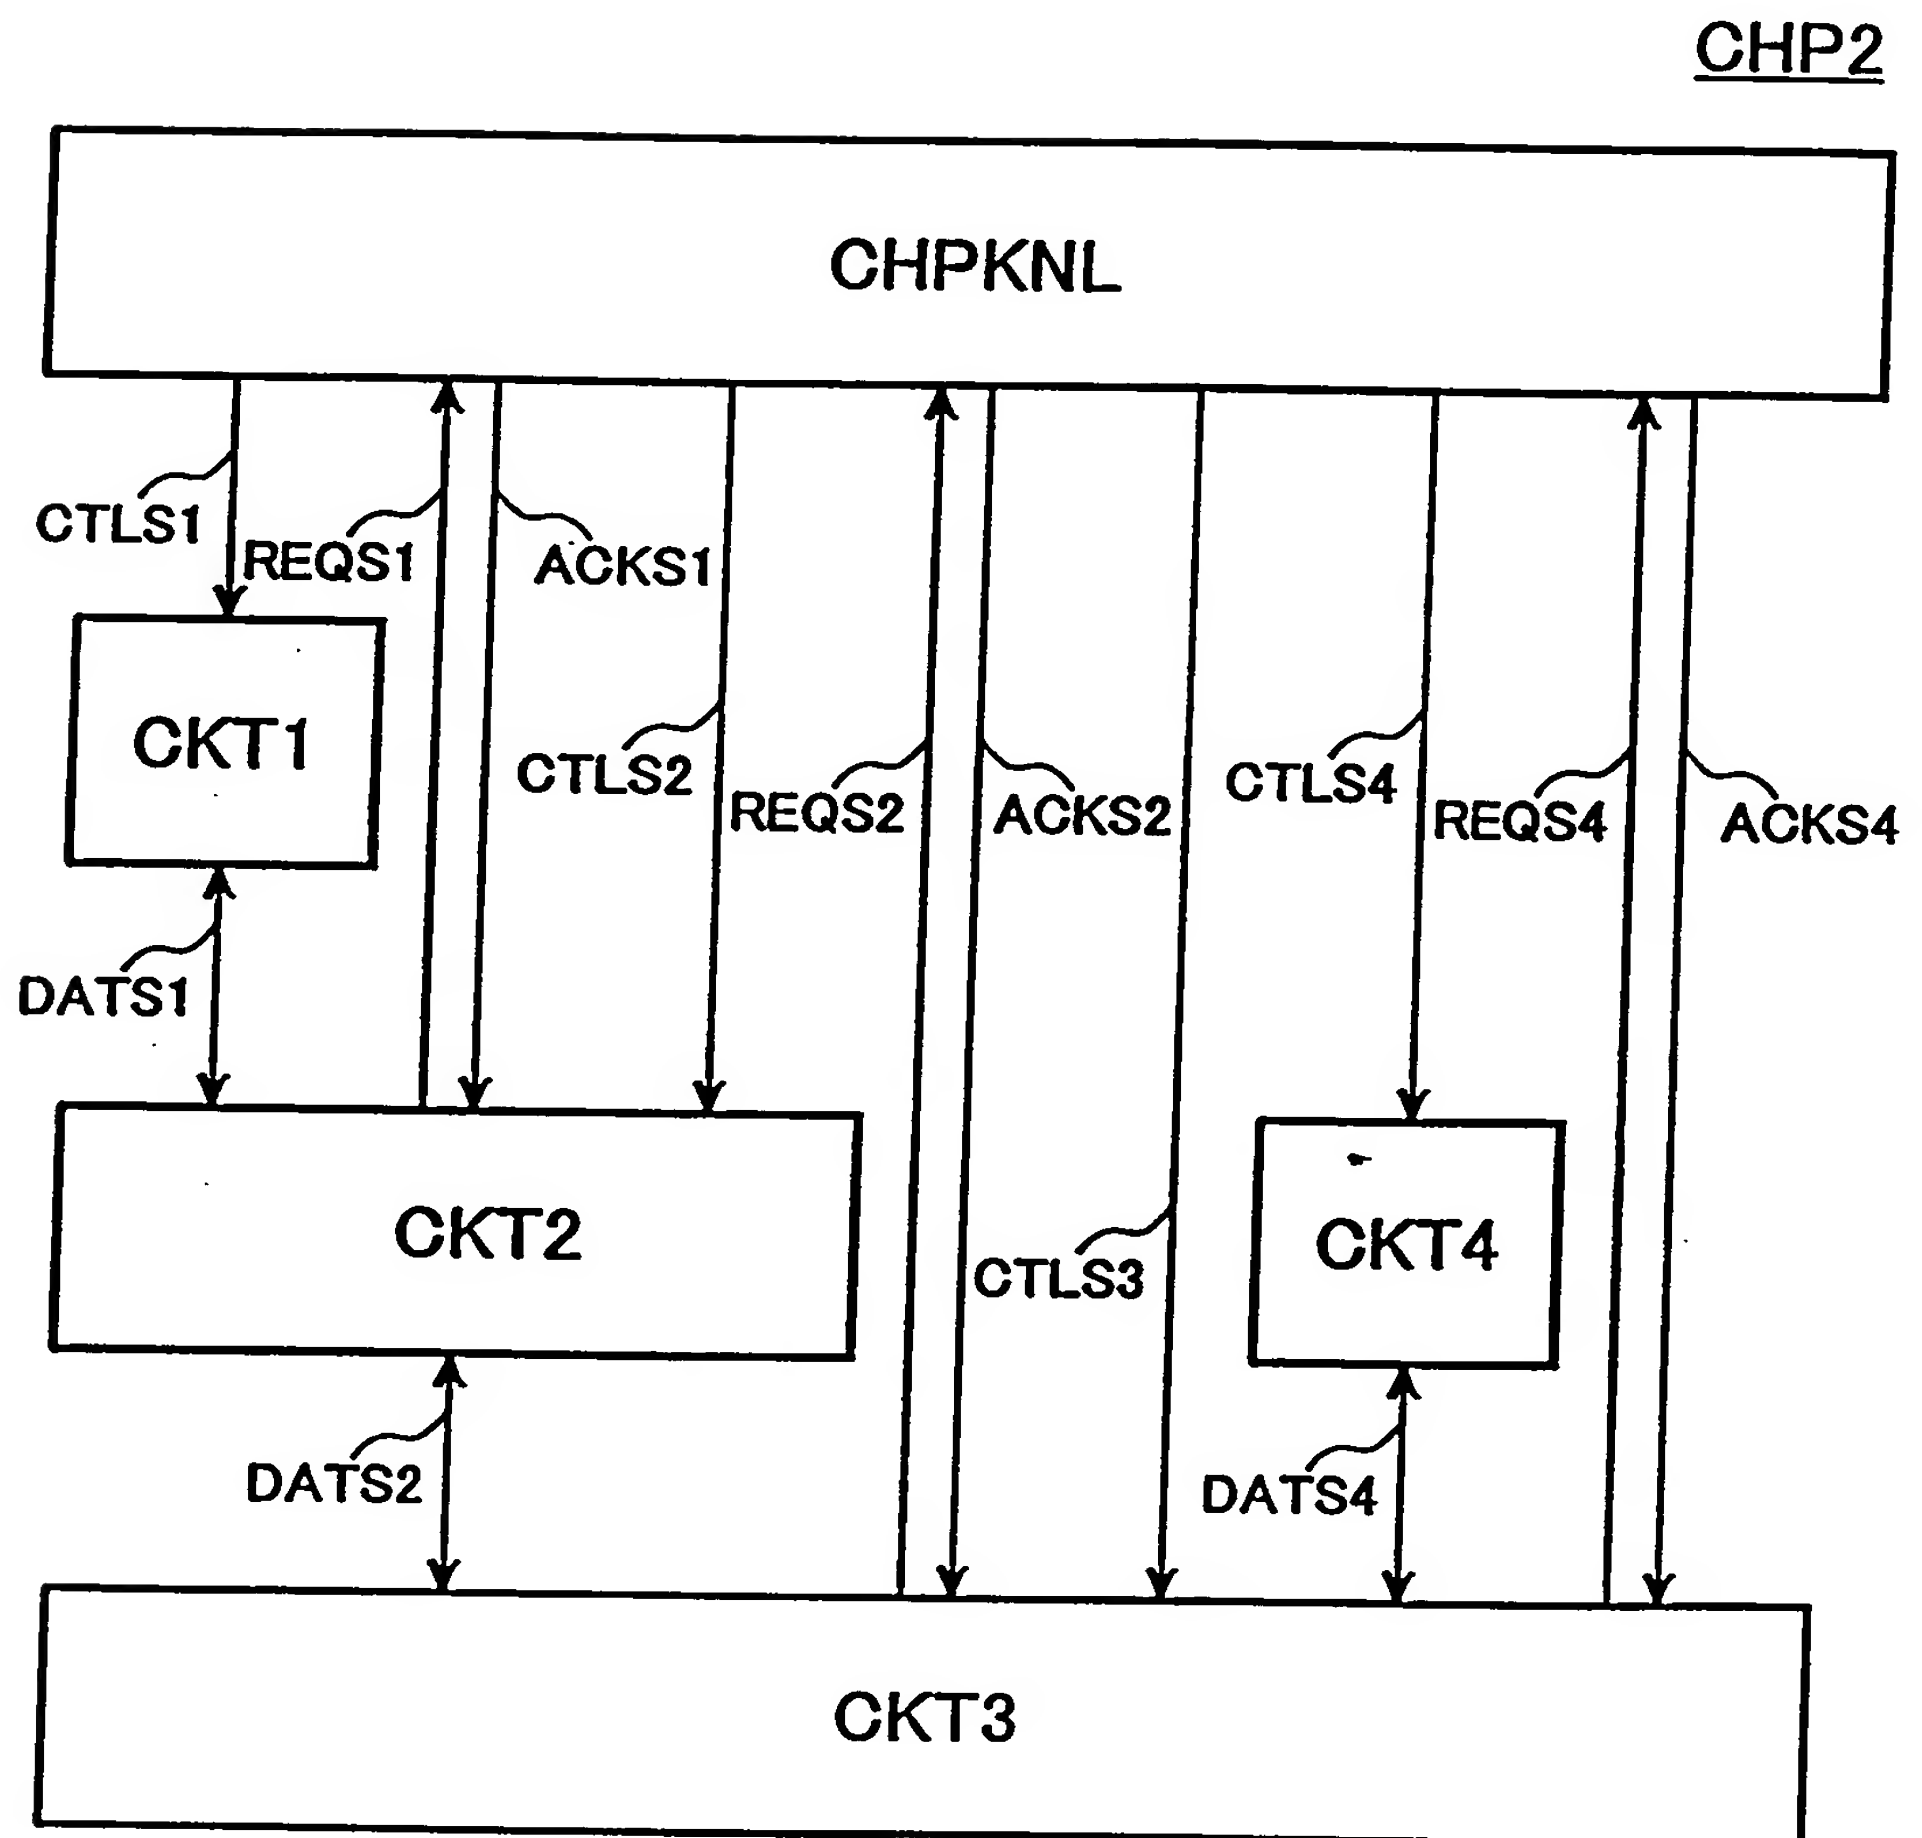 CHP2
CHPKNL
CTLS1
REQS1
ACKS1
CKT1
CTLS2
REQS2
ACKS2
CTLS4
REQS4
ACKS4
DATS1
CKT2
CTLS3
CKT4
DATS2
DATS4
CKT3